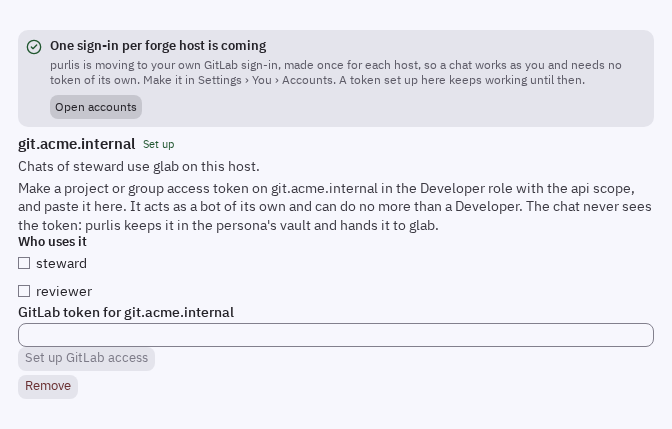 One sign-in per forge host is coming
purlis is moving to your own GitLab sign-in, made once for each host, so a chat works as you and needs no
token of its own. Make it in Settings › You › Accounts. A token set up here keeps working until then.
Open accounts
git.acme.internal Set up
Chats of steward use glab on this host.
Make a project or group access token on git.acme.internal in the Developer role with the api scope,
and paste it here. It acts as a bot of its own and can do no more than a Developer. The chat never sees
the token: purlis keeps it in the persona's vault and hands it to glab.
Who uses it
steward
reviewer
GitLab token for git.acme.internal
Set up GitLab access
Remove